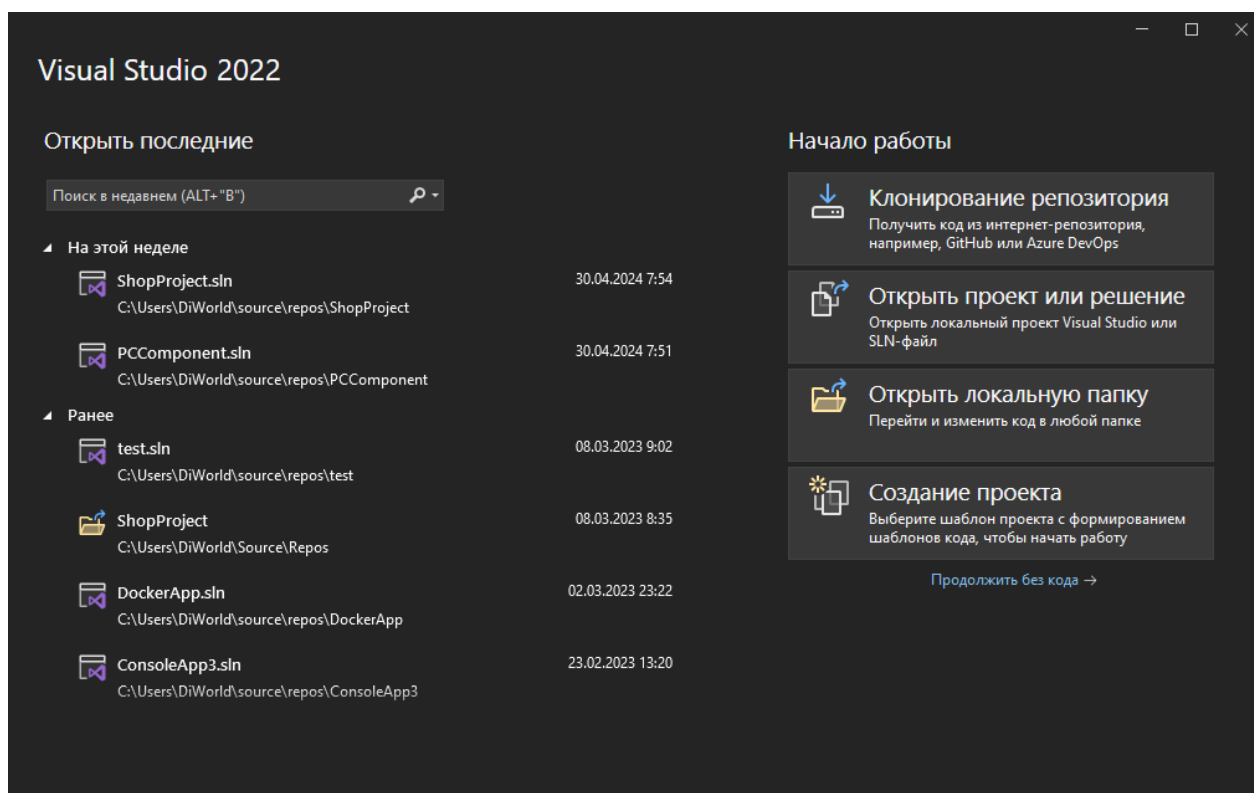 Visual Studio 2022
Открыть последние
Поиск в недавнем (ALT+"В")
На этой неделе
ShopProject.sln
30.04.2024 7:54
C:\Users\DiWorld\source\repos\ShopProject
PCComponent.sln
30.04.2024 7:51
C:\Users\DiWorld\source\repos\PCComponent
Ранее
test.sln
08.03.2023 9:02
C:\Users\DiWorld\source\repos\test
ShopProject
08.03.2023 8:35
C:\Users\DiWorld\Source\Repos
DockerApp.sln
02.03.2023 23:22
C:\Users\DiWorld\source\repos\DockerApp
ConsoleApp3.sln
23.02.2023 13:20
C:\Users\DiWorld\source\repos\ConsoleApp3
Начало работы
Клонирование репозитория
Получить код из интернет-репозитория,
например, GitHub или Azure DevOps
Открыть проект или решение
Открыть локальный проект Visual Studio или
SLN-файл
Открыть локальную папку
Перейти и изменить код в любой папке
Создание проекта
Выберите шаблон проекта с формированием
шаблонов кода, чтобы начать работу
Продолжить без кода →